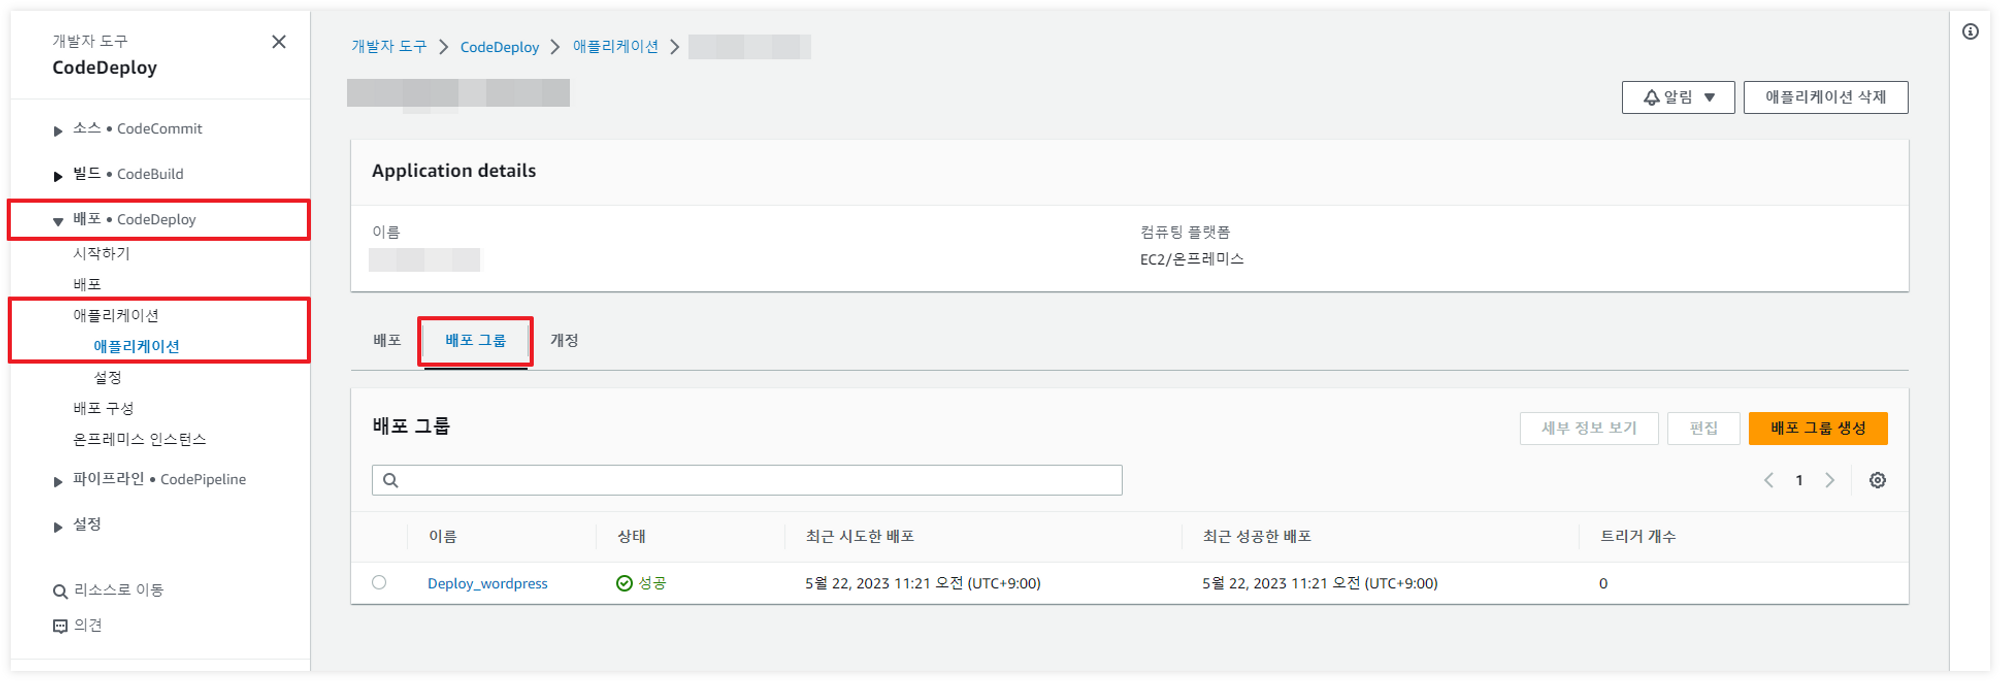 개발자 도구
CodeDeploy
소스 • CodeCommit
빌드 • CodeBuild
배포 • CodeDeploy
시작하기
배포
애플리케이션
애플리케이션
설정
배포 구성
온프레미스 인스턴스
파이프라인 • CodePipeline
설정
리소스로 이동
의견
개발자 도구 > CodeDeploy > 애플리케이션 >
알림 ▼ 애플리케이션 삭제
Application details
이름 컴퓨팅 플랫폼
EC2/온프레미스
배포 배포 그룹 개정
배포 그룹 세부 정보 보기 편집 배포 그룹 생성
< 1 >
이름 상태 최근 시도한 배포 최근 성공한 배포 트리거 개수
Deploy_wordpress 성공 5월 22, 2023 11:21 오전 (UTC+9:00) 5월 22, 2023 11:21 오전 (UTC+9:00) 0